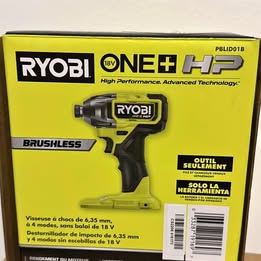 PBLID01B
RYOBI 18V ONE+ HP
High Performance. Advanced Technology.™
BRUSHLESS
RYOBI
OUTIL
SEULEMENT
SOLO LA
HERRAMIENTA
Visseuse à chocs de 6,35 mm,
à 4 modes, sans balai de 18 V
Destornillador de impacto de 6,35 mm
y 4 modos sin escobillas de 18 V